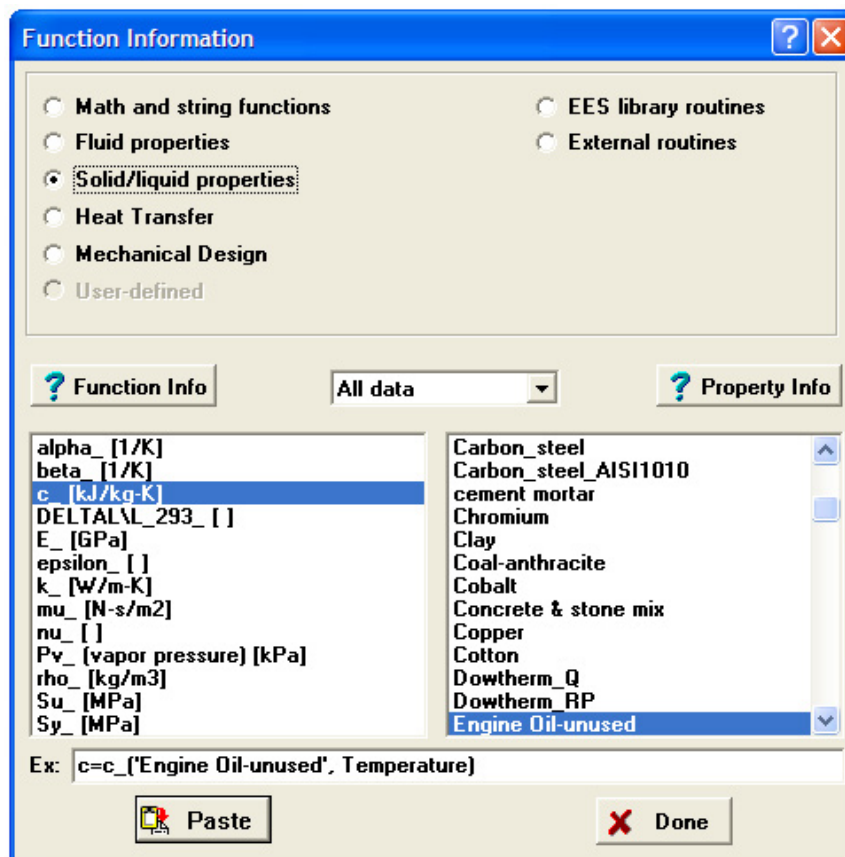 Function Information
Math and string functions
EES library routines
Fluid properties
External routines
Solid/liquid properties
Heat Transfer
Mechanical Design
User-defined
? Function Info
All data
? Property Info
alpha_ [1/K]
beta_ [1/K]
c_ [kJ/kg-K]
DELTAL\L_293_ [ ]
E_ [GPa]
epsilon_ [ ]
k_ [W/m-K]
mu_ [N-s/m2]
nu_ [ ]
Pv_ (vapor pressure) [kPa]
rho_ [kg/m3]
Su_ [MPa]
Sy_ [MPa]
Carbon_steel
Carbon_steel_AISI1010
cement mortar
Chromium
Clay
Coal-anthracite
Cobalt
Concrete & stone mix
Copper
Cotton
Dowtherm_Q
Dowtherm_RP
Engine Oil-unused
Ex: c=c_('Engine Oil-unused', Temperature)
Paste
Done